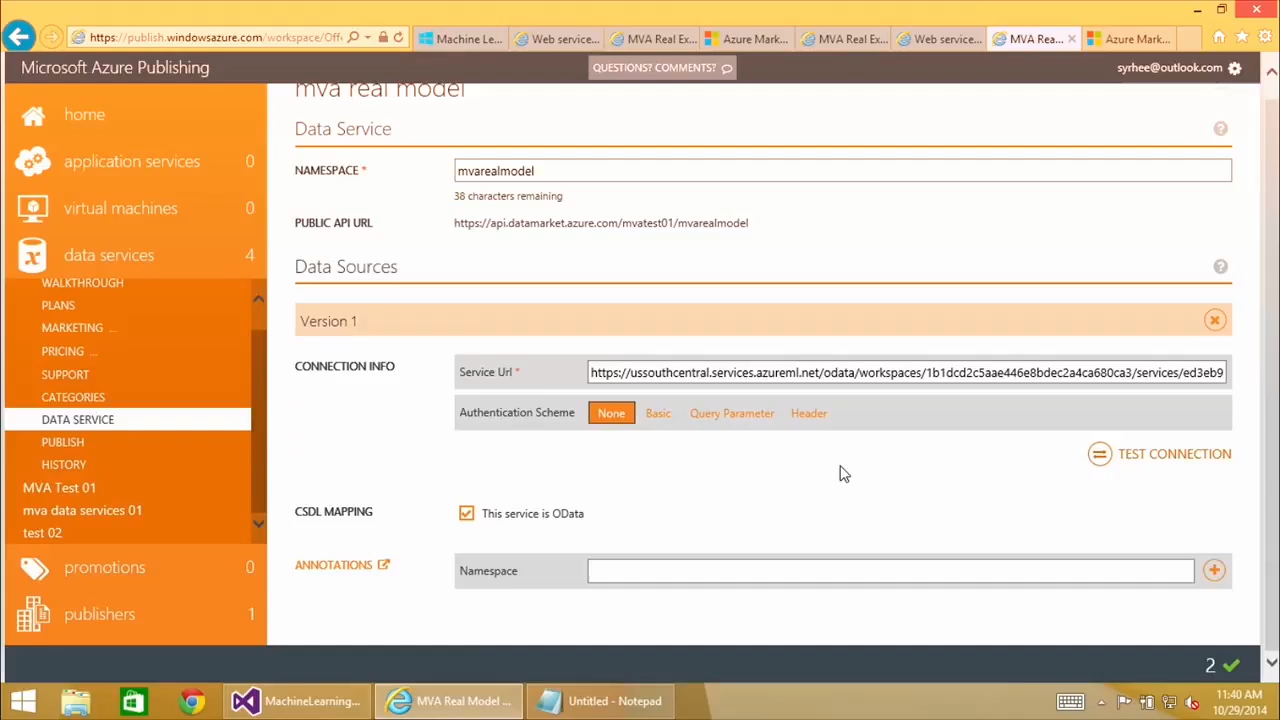 https://publish.windowsazure.com/workspace/Off
Machine Le...
Web service...
MVA Real Ex...
Azure Mark...
MVA Real Ex...
Web service...
MVA Rea...
Azure Mark...
Microsoft Azure Publishing
QUESTIONS? COMMENTS?
syrhee@outlook.com
home
application services 0
virtual machines 0
data services 4
WALKTHROUGH
PLANS
MARKETING ...
PRICING ...
SUPPORT
CATEGORIES
DATA SERVICE
PUBLISH
HISTORY
MVA Test 01
mva data services 01
test 02
promotions 0
publishers 1
mva real model
Data Service
?
NAMESPACE *
mvarealmodel
38 characters remaining
PUBLIC API URL
https://api.datamarket.azure.com/mvatest01/mvarealmodel
Data Sources
?
Version 1
CONNECTION INFO
Service Url *
https://ussouthcentral.services.azureml.net/odata/workspaces/1b1dcd2c5aae446e8bdec2a4ca680ca3/services/ed3eb9
Authentication Scheme
None
Basic
Query Parameter
Header
TEST CONNECTION
CSDL MAPPING
This service is OData
ANNOTATIONS
Namespace
2
MachineLearning...
MVA Real Model ...
Untitled - Notepad
11:40 AM
10/29/2014